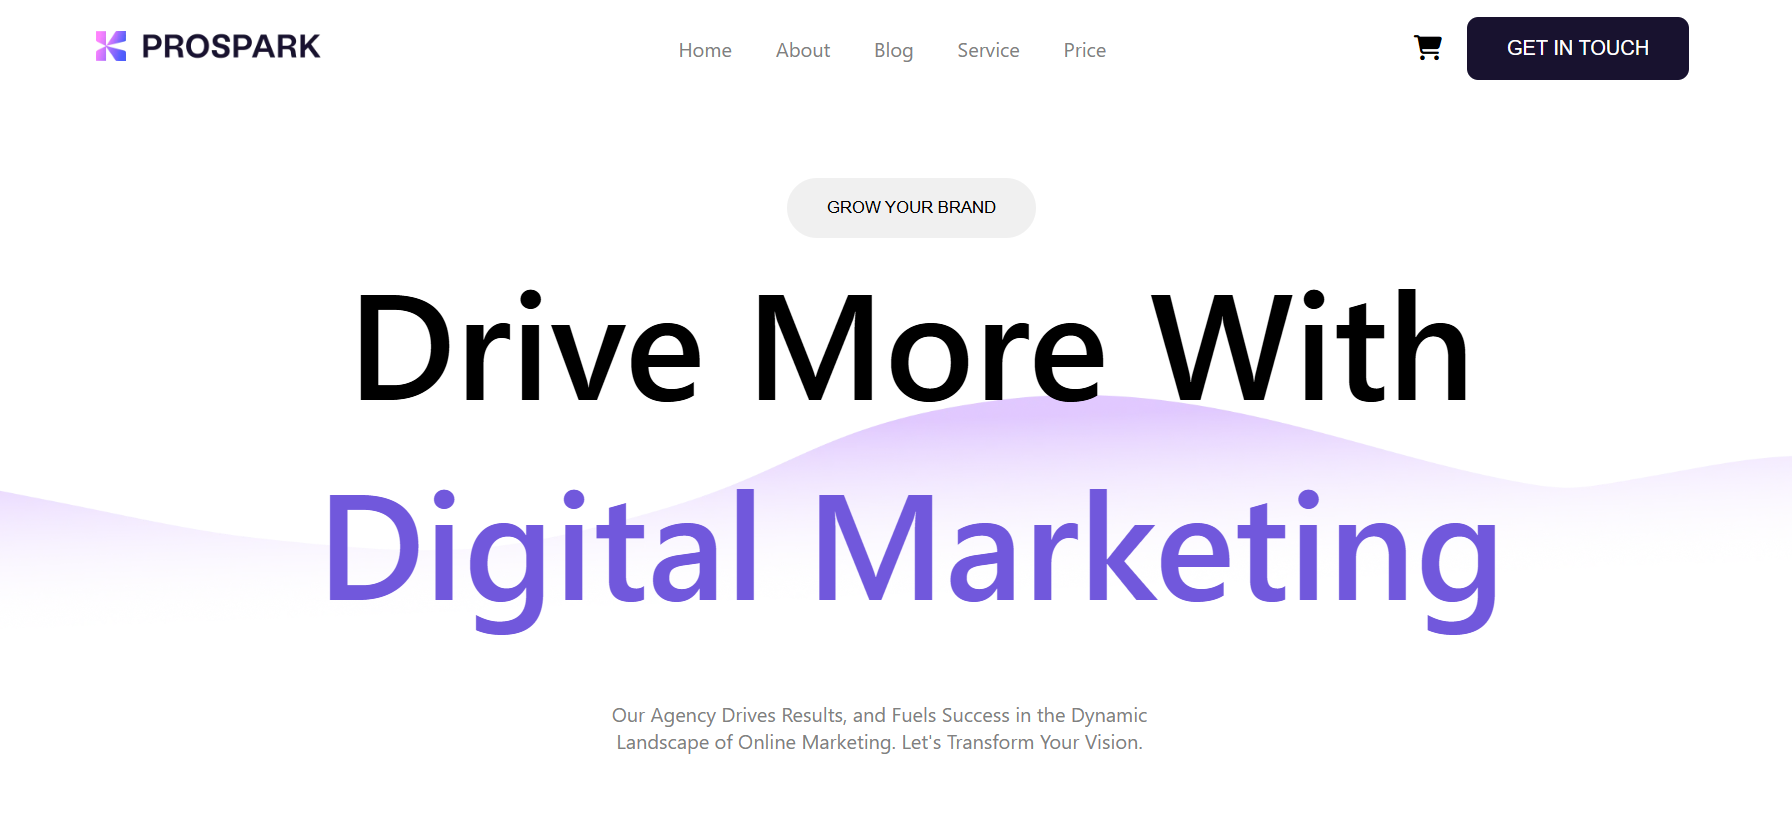 PROSPARK
Home About Blog Service Price
GET IN TOUCH
GROW YOUR BRAND
Drive More With
Digital Marketing
Our Agency Drives Results, and Fuels Success in the Dynamic
Landscape of Online Marketing. Let's Transform Your Vision.